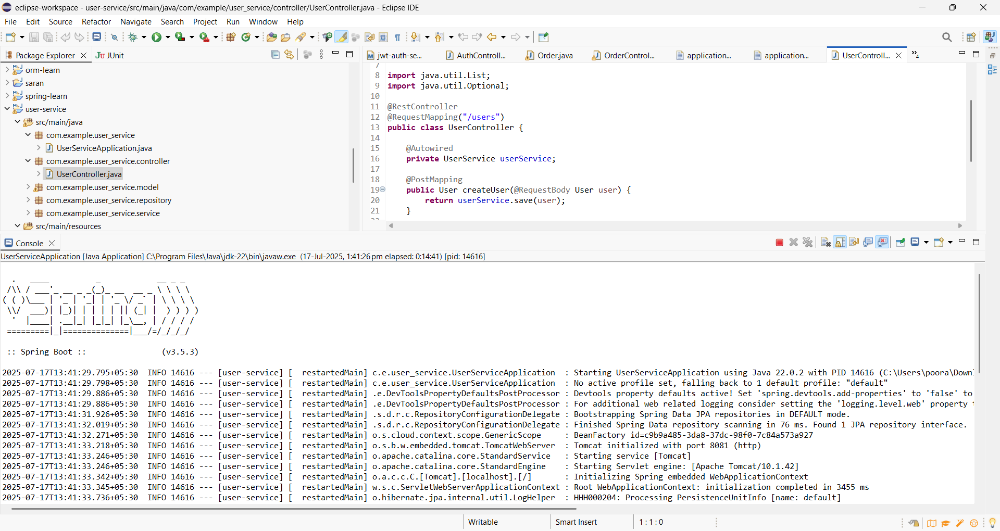 eclipse-workspace - user-service/src/main/java/com/example/user_service/controller/UserController.java - Eclipse IDE
File Edit Source Refactor Navigate Search Project Run Window Help
Package Explorer
JUnit
orm-learn
saran
spring-learn
user-service
src/main/java
com.example.user_service
UserServiceApplication.java
com.example.user_service.controller
UserController.java
com.example.user_service.model
com.example.user_service.repository
com.example.user_service.service
src/main/resources
jwt-auth-se... AuthControll... Order.java OrderControl... application... application... UserControll... »4
7
8 import java.util.List;
9 import java.util.Optional;
10
11 @RestController
12 @RequestMapping("/users")
13 public class UserController {
14
15 @Autowired
16 private UserService userService;
17
18 @PostMapping
19 public User createUser(@RequestBody User user) {
20 return userService.save(user);
21 }
Console
UserServiceApplication [Java Application] C:\Program Files\Java\jdk-22\bin\javaw.exe (17-Jul-2025, 1:41:26 pm elapsed: 0:14:41) [pid: 14616]
Spring
:: Spring Boot :: (v3.5.3)
2025-07-17T13:41:29.795+05:30 INFO 14616 --- [user-service] [ restartedMain] c.e.user_service.UserServiceApplication : Starting UserServiceApplication using Java 22.0.2 with PID 14616 (C:\Users\poora\Down
2025-07-17T13:41:29.798+05:30 INFO 14616 --- [user-service] [ restartedMain] c.e.user_service.UserServiceApplication : No active profile set, falling back to 1 default profile: "default"
2025-07-17T13:41:29.886+05:30 INFO 14616 --- [user-service] [ restartedMain] .e.DevToolsPropertyDefaultsPostProcessor : Devtools property defaults active! Set 'spring.devtools.add-properties' to 'false' to
2025-07-17T13:41:29.886+05:30 INFO 14616 --- [user-service] [ restartedMain] .e.DevToolsPropertyDefaultsPostProcessor : For additional web related logging consider setting the 'logging.level.web' property
2025-07-17T13:41:31.926+05:30 INFO 14616 --- [user-service] [ restartedMain] .s.d.r.c.RepositoryConfigurationDelegate : Bootstrapping Spring Data JPA repositories in DEFAULT mode.
2025-07-17T13:41:32.019+05:30 INFO 14616 --- [user-service] [ restartedMain] .s.d.r.c.RepositoryConfigurationDelegate : Finished Spring Data repository scanning in 76 ms. Found 1 JPA repository interface.
2025-07-17T13:41:32.271+05:30 INFO 14616 --- [user-service] [ restartedMain] o.s.cloud.context.scope.GenericScope : BeanFactory id=c9b9a485-3da8-37dc-98f0-7c84a573a927
2025-07-17T13:41:33.218+05:30 INFO 14616 --- [user-service] [ restartedMain] o.s.b.w.embedded.tomcat.TomcatWebServer : Tomcat initialized with port 8081 (http)
2025-07-17T13:41:33.246+05:30 INFO 14616 --- [user-service] [ restartedMain] o.apache.catalina.core.StandardService : Starting service [Tomcat]
2025-07-17T13:41:33.246+05:30 INFO 14616 --- [user-service] [ restartedMain] o.apache.catalina.core.StandardEngine : Starting Servlet engine: [Apache Tomcat/10.1.42]
2025-07-17T13:41:33.342+05:30 INFO 14616 --- [user-service] [ restartedMain] o.a.c.c.C.[Tomcat].[localhost].[/] : Initializing Spring embedded WebApplicationContext
2025-07-17T13:41:33.345+05:30 INFO 14616 --- [user-service] [ restartedMain] w.s.c.ServletWebServerApplicationContext : Root WebApplicationContext: initialization completed in 3455 ms
2025-07-17T13:41:33.736+05:30 INFO 14616 --- [user-service] [ restartedMain] o.hibernate.jpa.internal.util.LogHelper : HHH000204: Processing PersistenceUnitInfo [name: default]
Writable Smart Insert 1:1:0